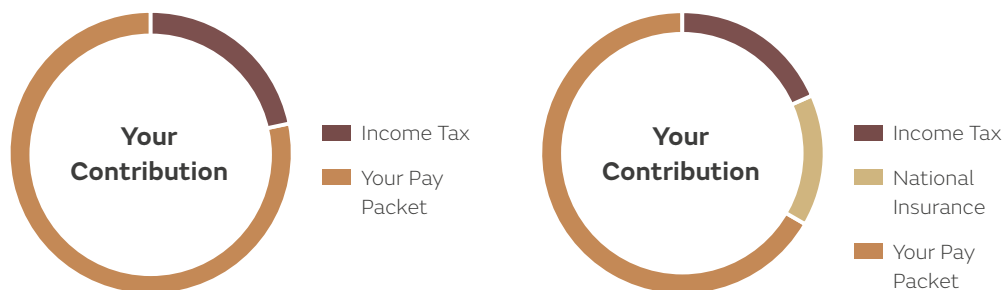 Your
Contribution
Income Tax
Your Pay
Packet
Your
Contribution
Income Tax
National
Insurance
Your Pay
Packet